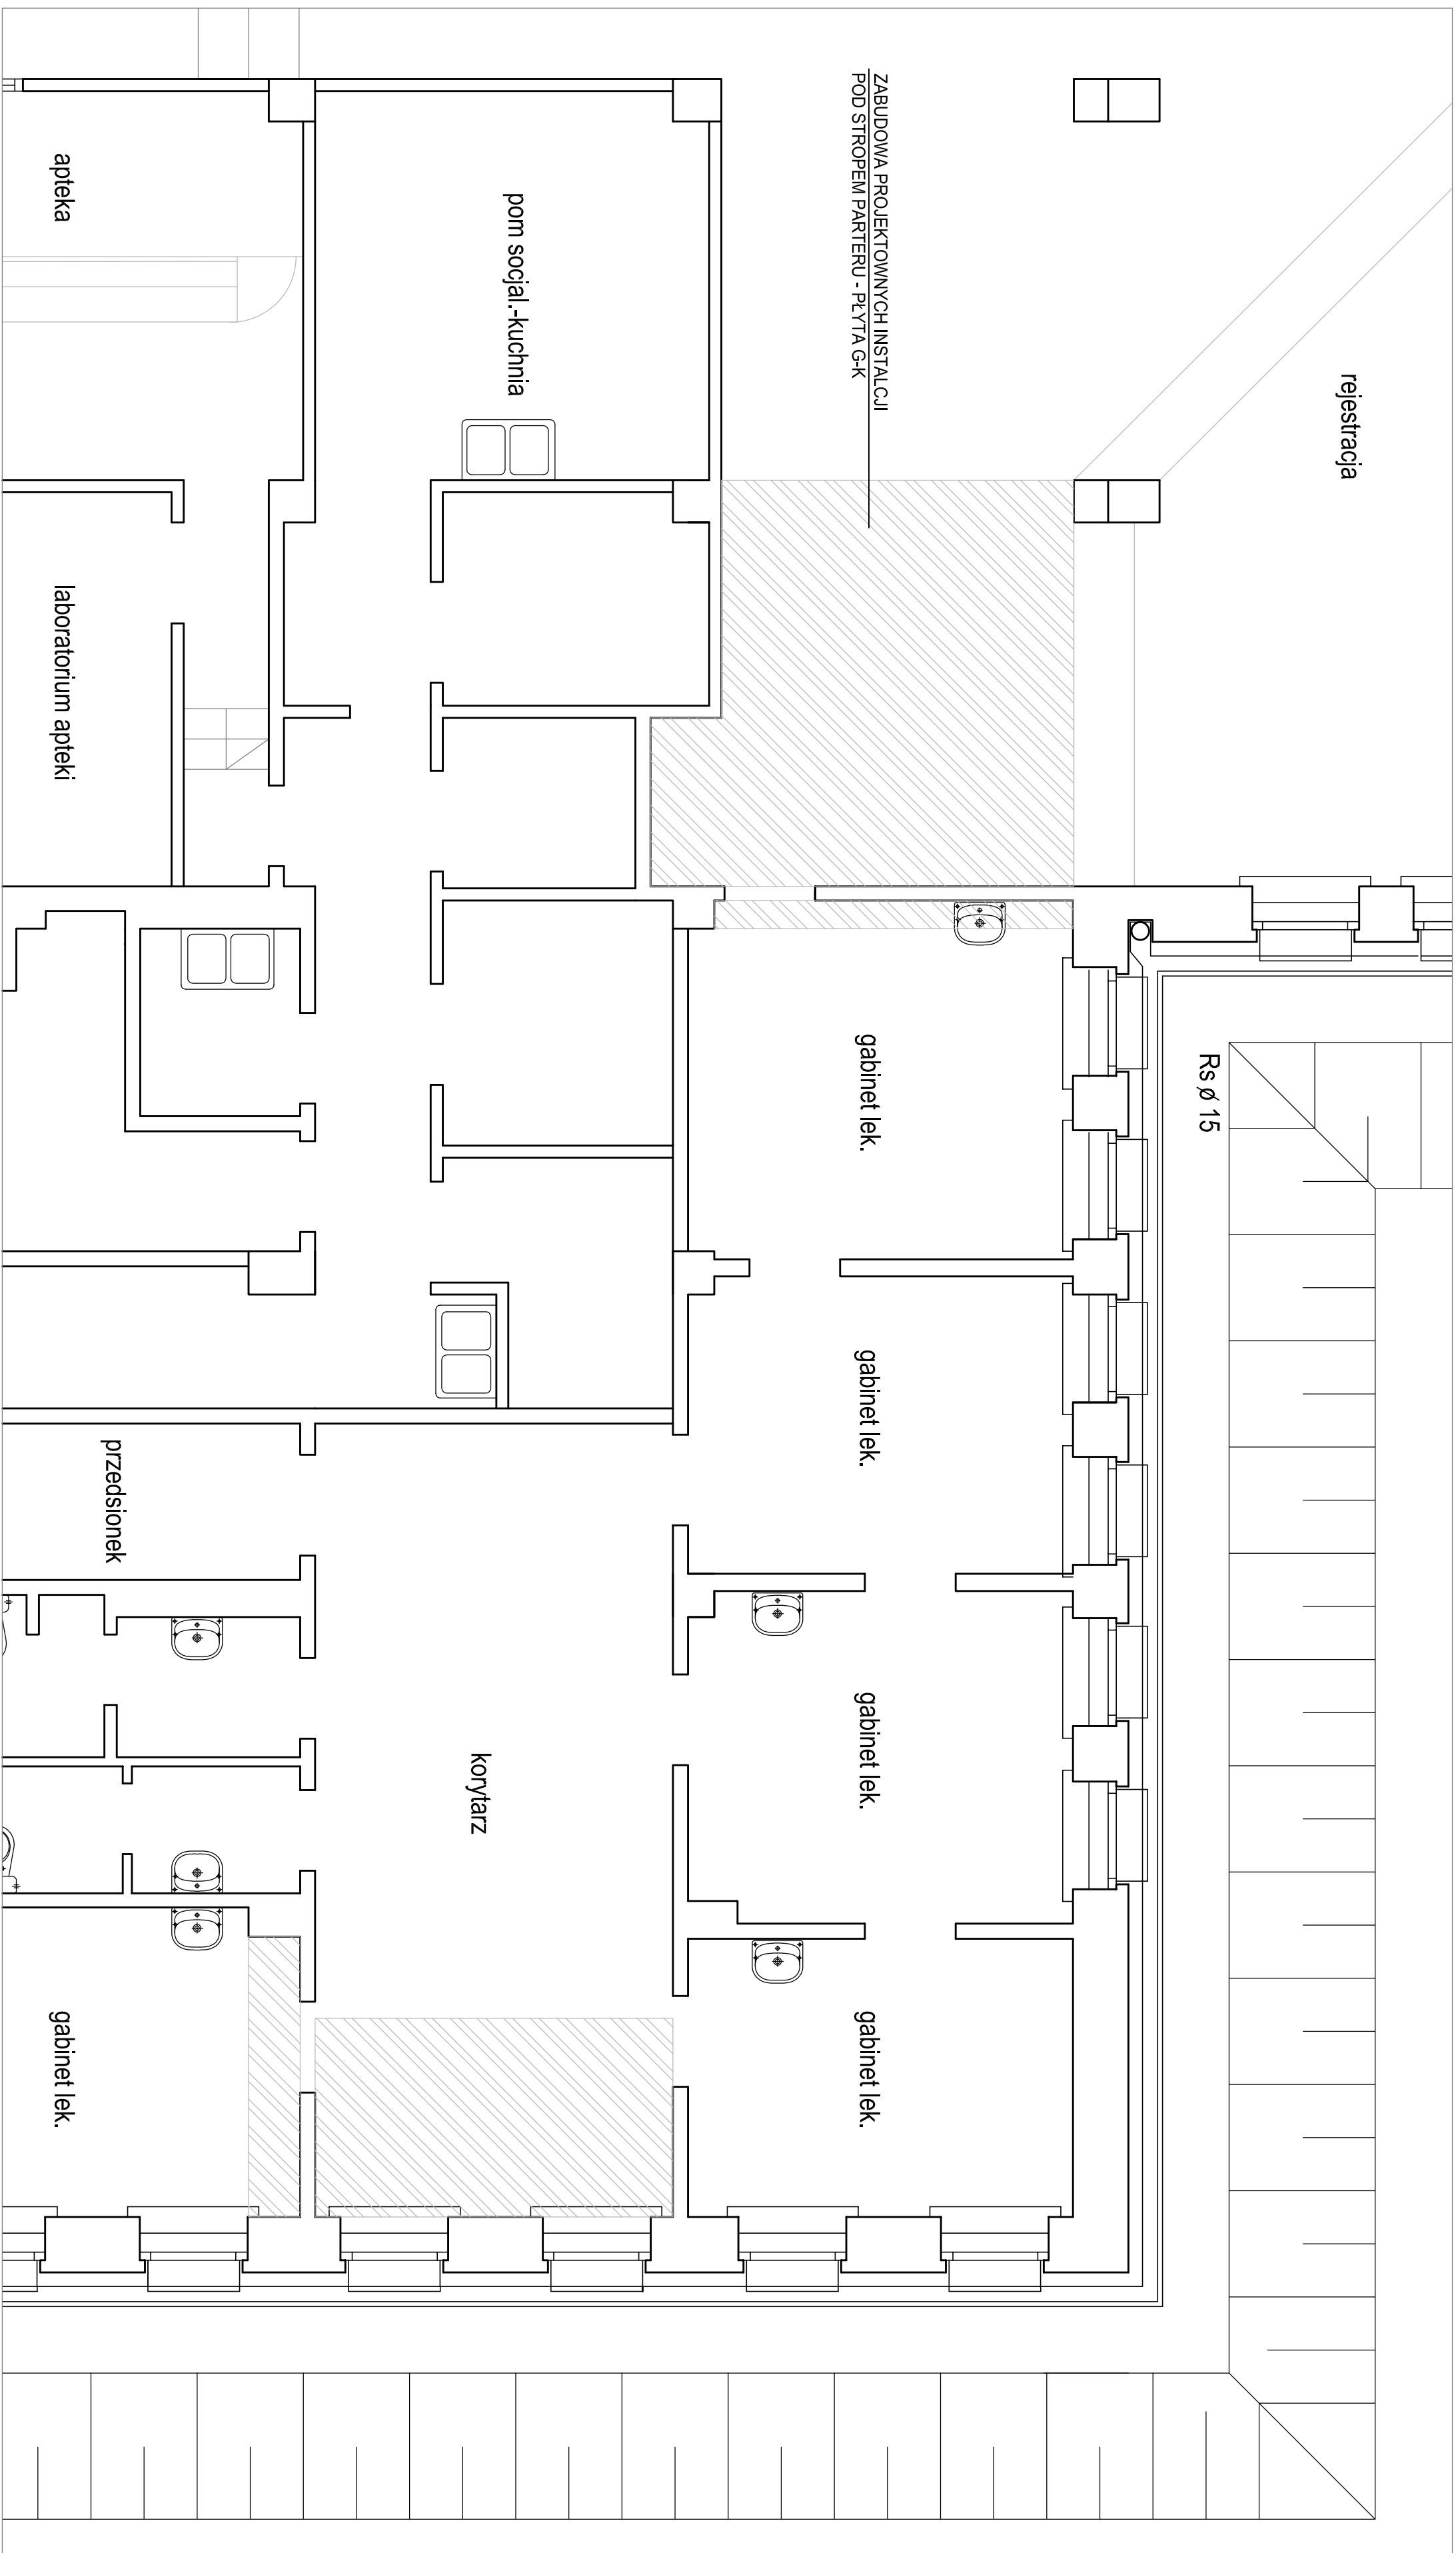 rejestracja
ZABUDOWA PROJEKTOWNYCH INSTALCJI
POD STROPEM PARTERU - PŁYTA G-K
pom socjal.-kuchnia
apteka
Rs ø 15
laboratorium apteki
gabinet lek.
gabinet lek.
gabinet lek.
gabinet lek.
korytarz
przedsionek
gabinet lek.